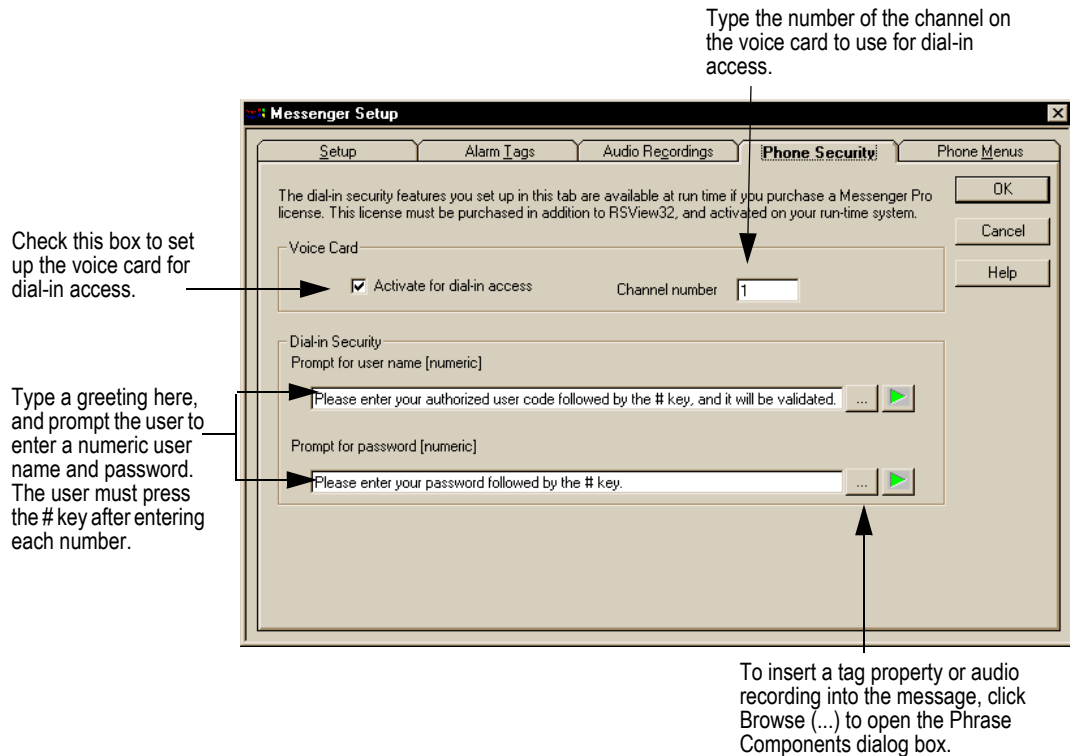 Type the number of the channel on
the voice card to use for dial-in
access.
Messenger Setup
Setup
Alarm Tags
Audio Recordings
Phone Security
Phone Menus
The dial-in security features you set up in this tab are available at run time if you purchase a Messenger Pro
license. This license must be purchased in addition to RSView32, and activated on your run-time system.
OK
Cancel
Help
Check this box to set
up the voice card for
dial-in access.
Voice Card
Activate for dial-in access
Channel number
1
Dial-in Security
Prompt for user name [numeric]
Please enter your authorized user code followed by the # key, and it will be validated.
...
Type a greeting here,
and prompt the user to
enter a numeric user
name and password.
The user must press
the # key after entering
each number.
Prompt for password [numeric]
Please enter your password followed by the # key.
...
To insert a tag property or audio
recording into the message, click
Browse (...) to open the Phrase
Components dialog box.